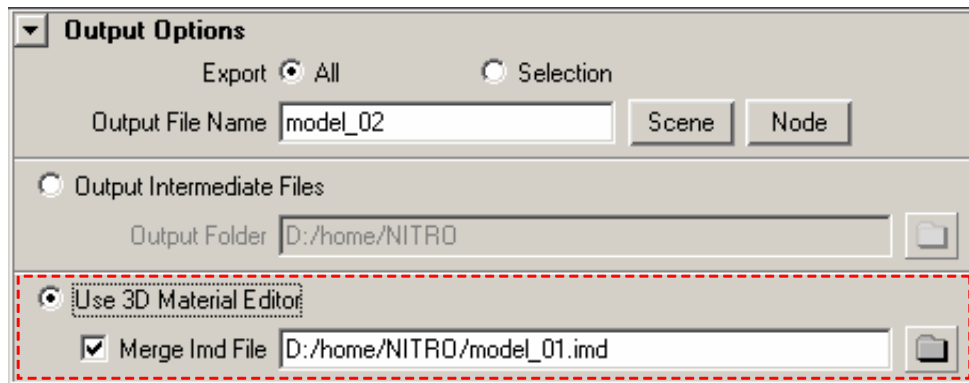 Output Options
Export All Selection
Output File Name model_02 Scene Node
Output Intermediate Files
Output Folder D:/home/NITRO
Use 3D Material Editor
Merge Imd File D:/home/NITRO/model_01.imd